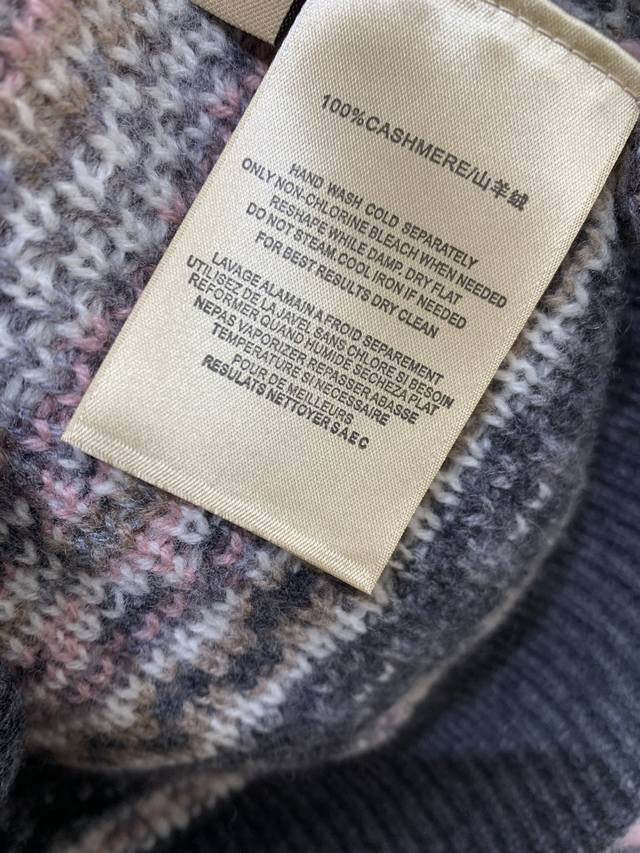 100%CASHMERE/山羊绒
HAND WASH COLD SEPARATELY
ONLY NON-CHLORINE BLEACH WHEN NEEDED
RESHAPE WHILE DAMP. DRY FLAT
DO NOT STEAM.COOL IRON IF NEEDED
FOR BEST RESULTS DRY CLEAN
LAVAGE ALAMAIN A FROID SEPAREMENT
UTILISEZ DE LA JAVEL SANS, CHLORE SI BESOIN
REFORMER QUAND HUMIDE SECHEZA PLAT
NEPAS VAPORIZER REPASSER ABASSE
TEMPERATURE SI NECESSAIRE
POUR DE MEILLEURS
RESULATS NETTOYER S A E C